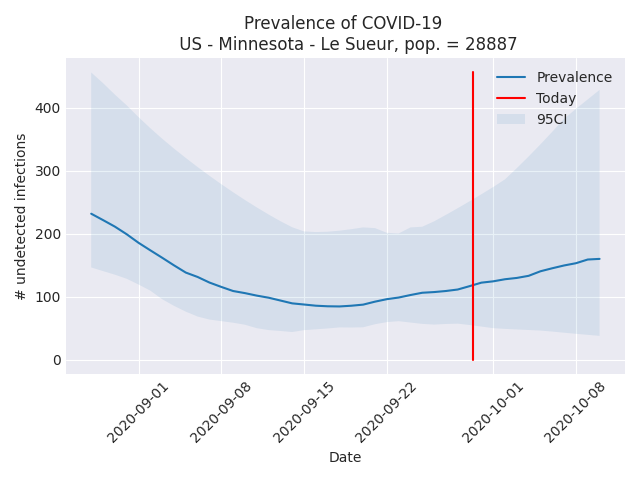 Prevalence of COVID-19
US - Minnesota - Le Sueur, pop. = 28887
Prevalence
Today
95CI
# undetected infections
400
300
200
100
0
2020-09-01
2020-09-08
2020-09-15
2020-09-22
2020-10-01
2020-10-08
Date